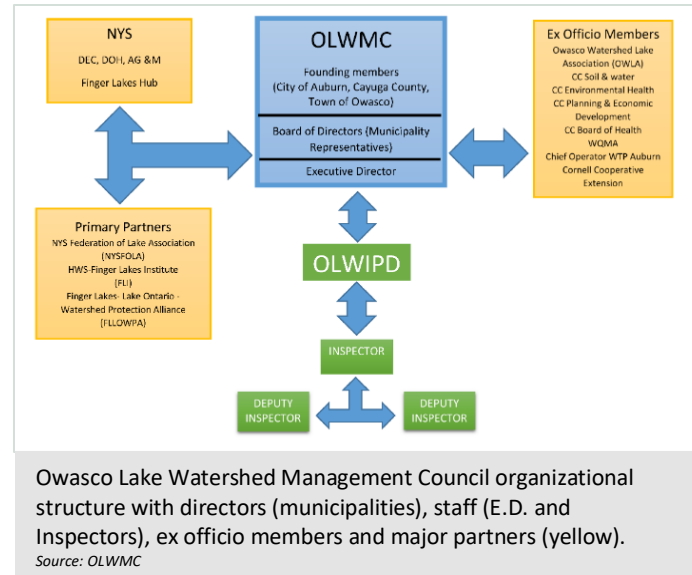 NYS
DEC, DOH, AG &M
Finger Lakes Hub
OLWMC
Founding members
(City of Auburn, Cayuga County,
Town of Owasco)
Board of Directors (Municipality
Representatives)
Executive Director
Ex Officio Members
Owasco Watershed Lake
Association (OWLA)
CC Soil & water
CC Environmental Health
CC Planning & Economic
Development
CC Board of Health
WQMA
Chief Operator WTP Auburn
Cornell Cooperative
Extension
Primary Partners
NYS Federation of Lake Association
(NYSFOLA)
HWS-Finger Lakes Institute
(FLI)
Finger Lakes- Lake Ontario -
Watershed Protection Alliance
(FLLOWPA)
OLWIPD
INSPECTOR
DEPUTY
INSPECTOR
DEPUTY
INSPECTOR
Owasco Lake Watershed Management Council organizational
structure with directors (municipalities), staff (E.D. and
Inspectors), ex officio members and major partners (yellow).
Source: OLWMC